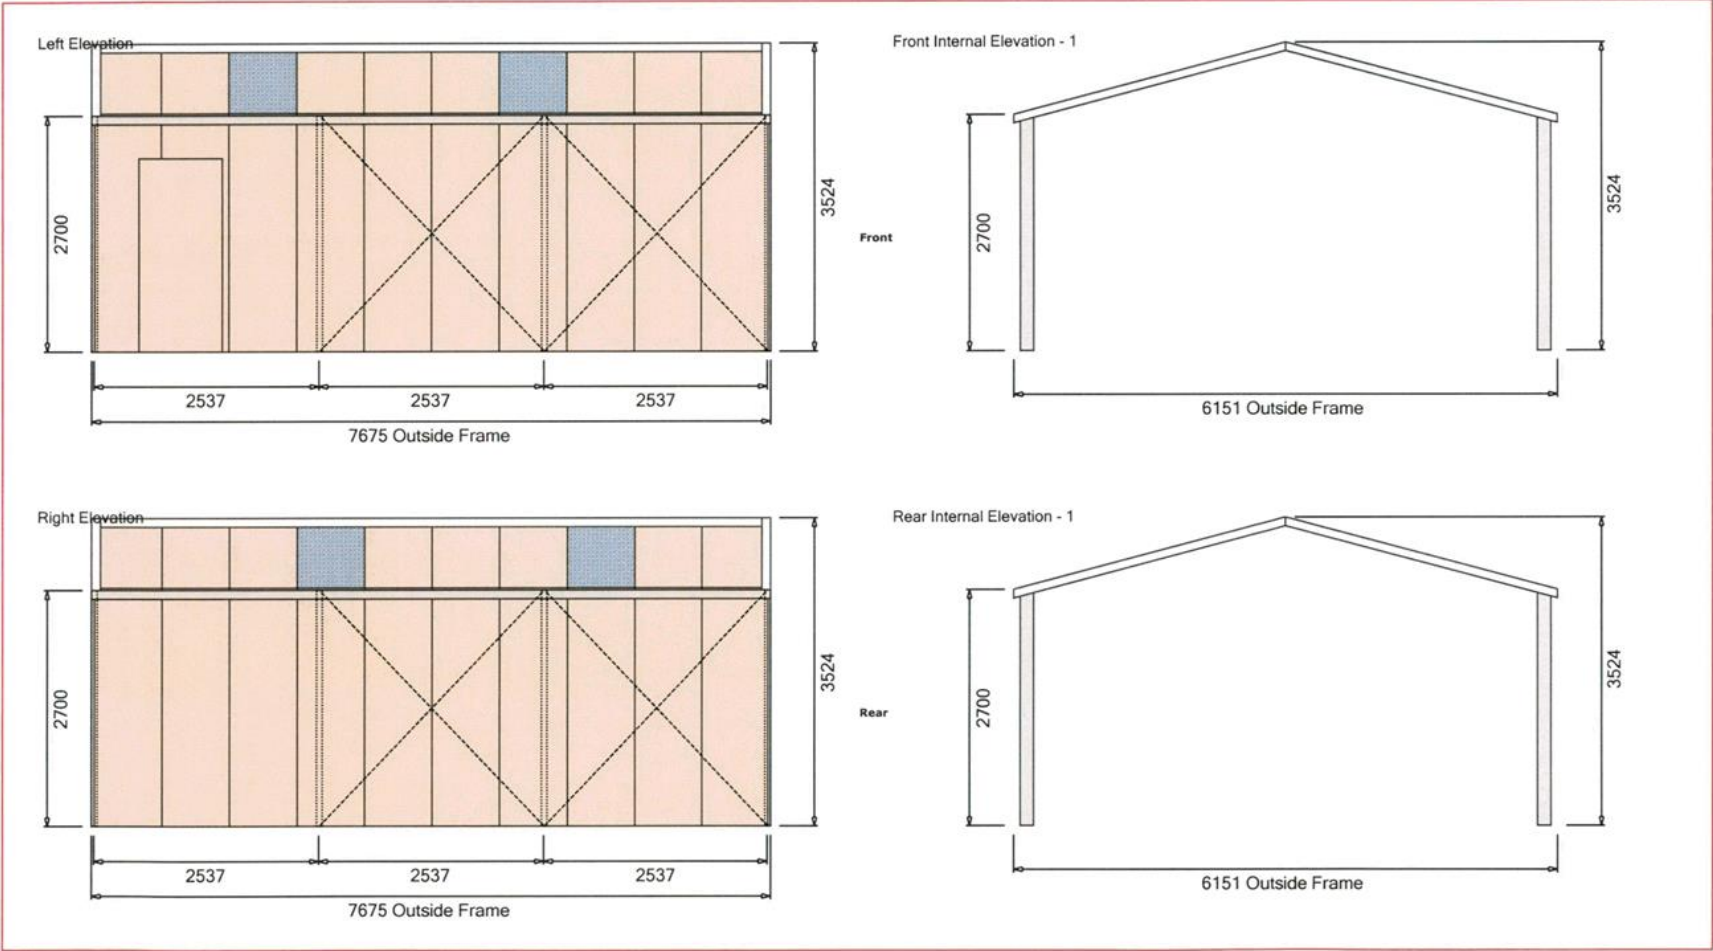 Left Elevation
2700
3524
2537
2537
2537
7675 Outside Frame
Front Internal Elevation - 1
Front
2700
3524
6151 Outside Frame
Right Elevation
2700
3524
2537
2537
2537
7675 Outside Frame
Rear Internal Elevation - 1
Rear
2700
3524
6151 Outside Frame